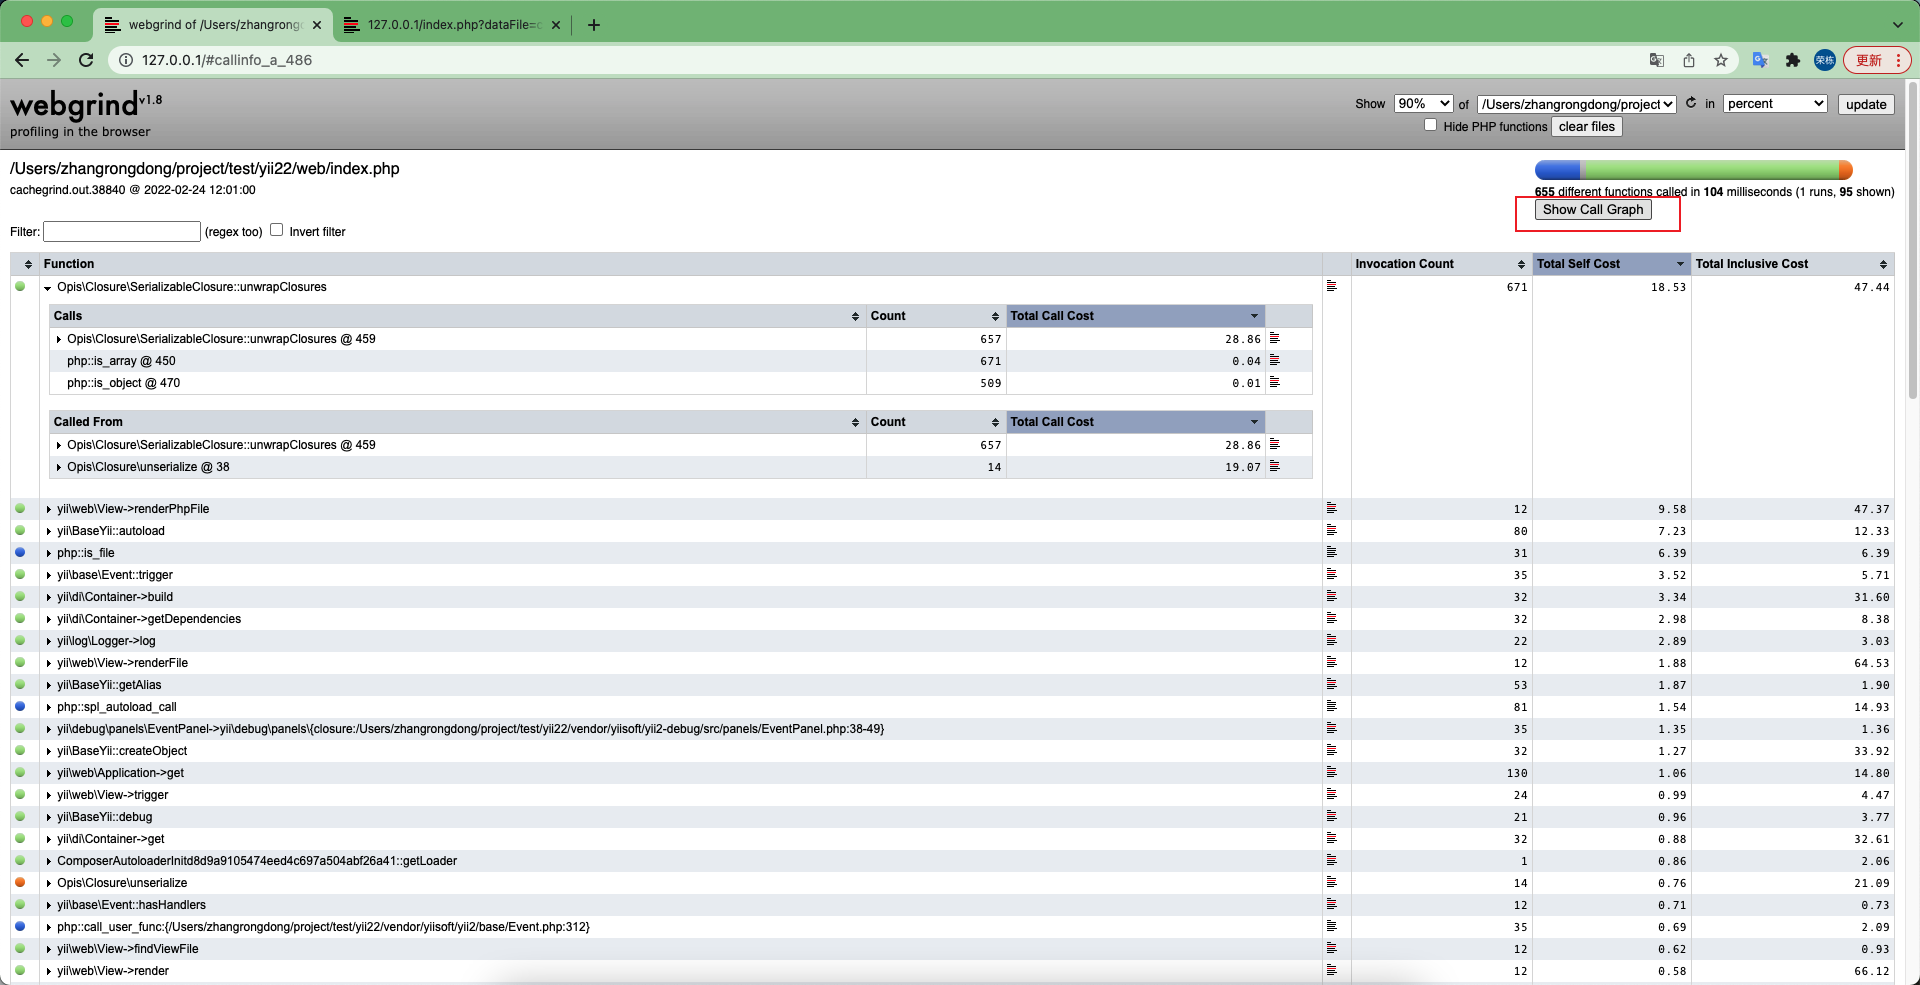 webgrind of /Users/zhangrong
127.0.0.1/index.php?dataFile=
127.0.0.1/#callinfo_a_486
荣栋
更新
webgrind v1.8
profiling in the browser
Show 90% of /Users/zhangrongdong/project in percent update
Hide PHP functions clear files
/Users/zhangrongdong/project/test/yii22/web/index.php
cachegrind.out.38840 @ 2022-02-24 12:01:00
655 different functions called in 104 milliseconds (1 runs, 95 shown)
Show Call Graph
Filter: (regex too) Invert filter
Function Invocation Count Total Self Cost Total Inclusive Cost
Opis\Closure\SerializableClosure::unwrapClosures 671 18.53 47.44
Calls Count Total Call Cost
Opis\Closure\SerializableClosure::unwrapClosures @ 459 657 28.86
php::is_array @ 450 671 0.04
php::is_object @ 470 509 0.01
Called From Count Total Call Cost
Opis\Closure\SerializableClosure::unwrapClosures @ 459 657 28.86
Opis\Closure\unserialize @ 38 14 19.07
yii\web\View->renderPhpFile 12 9.58 47.37
yii\BaseYii::autoload 80 7.23 12.33
php::is_file 31 6.39 6.39
yii\base\Event::trigger 35 3.52 5.71
yii\di\Container->build 32 3.34 31.60
yii\di\Container->getDependencies 32 2.98 8.38
yii\log\Logger->log 22 2.89 3.03
yii\web\View->renderFile 12 1.88 64.53
yii\BaseYii::getAlias 53 1.87 1.90
php::spl_autoload_call 81 1.54 14.93
yii\debug\panels\EventPanel->yii\debug\panels\{closure:/Users/zhangrongdong/project/test/yii22/vendor/yiisoft/yii2-debug/src/panels/EventPanel.php:38-49} 35 1.35 1.36
yii\BaseYii::createObject 32 1.27 33.92
yii\web\Application->get 130 1.06 14.80
yii\web\View->trigger 24 0.99 4.47
yii\BaseYii::debug 21 0.96 3.77
yii\di\Container->get 32 0.88 32.61
ComposerAutoloaderInitd8d9a9105474eed4c697a504abf26a41::getLoader 1 0.86 2.06
Opis\Closure\unserialize 14 0.76 21.09
yii\base\Event::hasHandlers 12 0.71 0.73
php::call_user_func:{/Users/zhangrongdong/project/test/yii22/vendor/yiisoft/yii2/base/Event.php:312} 35 0.69 2.09
yii\web\View->findViewFile 12 0.62 0.93
yii\web\View->render 12 0.58 66.12